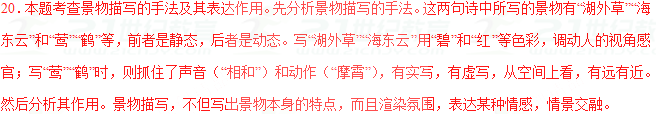 20．本题考查景物描写的手法及其表达作用。先分析景物描写的手法。这两句诗中所写的景物有“湖外草”“海
东云”和“莺”“鹤”等，前者是静态，后者是动态。写“湖外草”“海东云”用“碧”和“红”等色彩，调动人的视角感
官；写“莺”“鹤”时，则抓住了声音（“相和”）和动作（“摩霄”），有实写，有虚写，从空间上看，有远有近。
然后分析其作用。景物描写，不但写出景物本身的特点，而且渲染氛围，表达某种情感，情景交融。